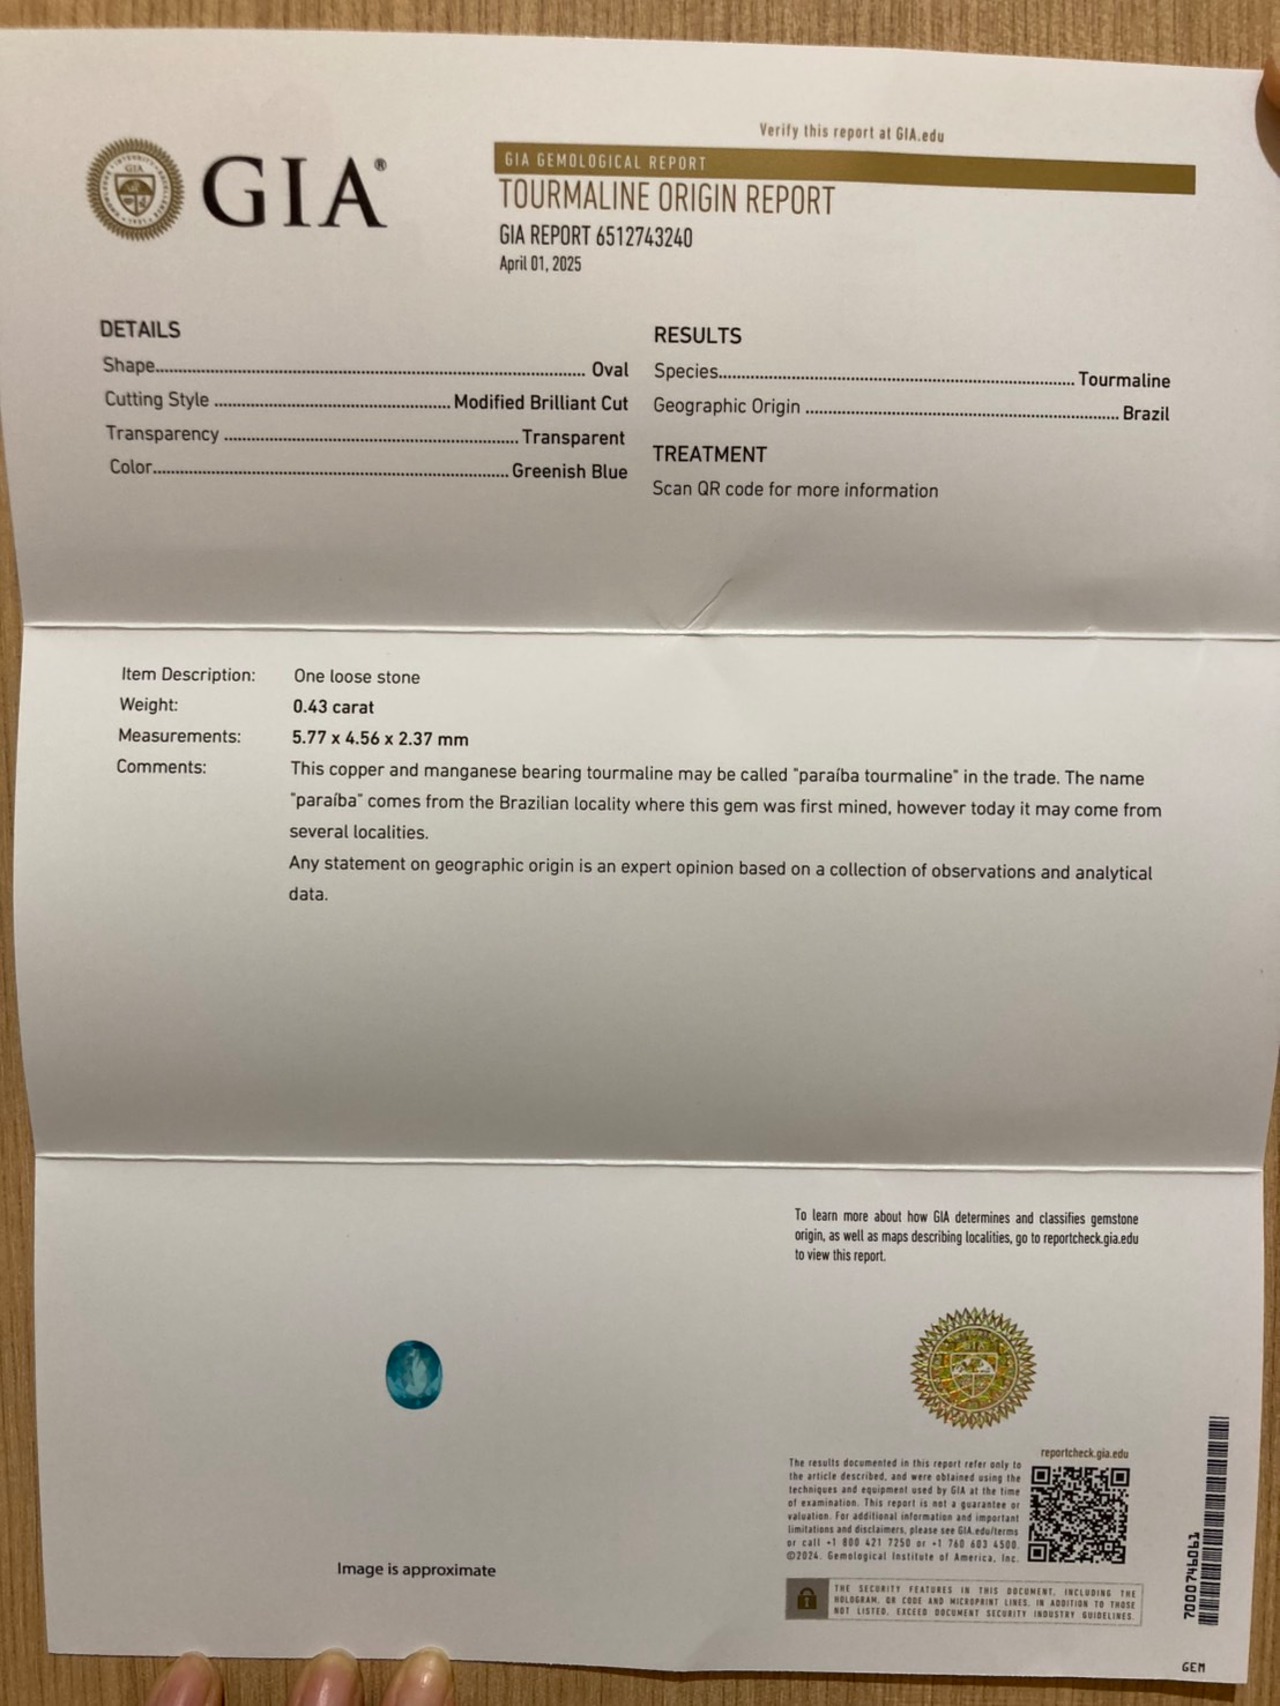 Verify this report at GIA.edu
GIA®
GIA GEMOLOGICAL REPORT
TOURMALINE ORIGIN REPORT
GIA REPORT 6512743240
April 01, 2025
DETAILS
Shape.......... Oval
Cutting Style .......... Modified Brilliant Cut
Transparency .......... Transparent
Color.......... Greenish Blue
RESULTS
Species.......... Tourmaline
Geographic Origin .......... Brazil
TREATMENT
Scan QR code for more information
Item Description: One loose stone
Weight: 0.43 carat
Measurements: 5.77 x 4.56 x 2.37 mm
Comments: This copper and manganese bearing tourmaline may be called "paraíba tourmaline" in the trade. The name
"paraíba" comes from the Brazilian locality where this gem was first mined, however today it may come from
several localities.
Any statement on geographic origin is an expert opinion based on a collection of observations and analytical
data.
To learn more about how GIA determines and classifies gemstone
origin, as well as maps describing localities, go to reportcheck.gia.edu
to view this report.
Image is approximate
reportcheck.gia.edu
The results documented in this report refer only to
the article described, and were obtained using the
techniques and equipment used by GIA at the time
of examination. This report is not a guarantee or
valuation. For additional information and important
limitations and disclaimers, please see GIA.edu/terms
or call +1 800 421 7250 or +1 760 603 4500.
©2024. Gemological Institute of America, Inc.
THE SECURITY FEATURES IN THIS DOCUMENT, INCLUDING THE
HOLOGRAM, QR CODE AND MICROPRINT LINES, IN ADDITION TO THOSE
NOT LISTED, EXCEED DOCUMENT SECURITY INDUSTRY GUIDELINES.
7000746061
GEM